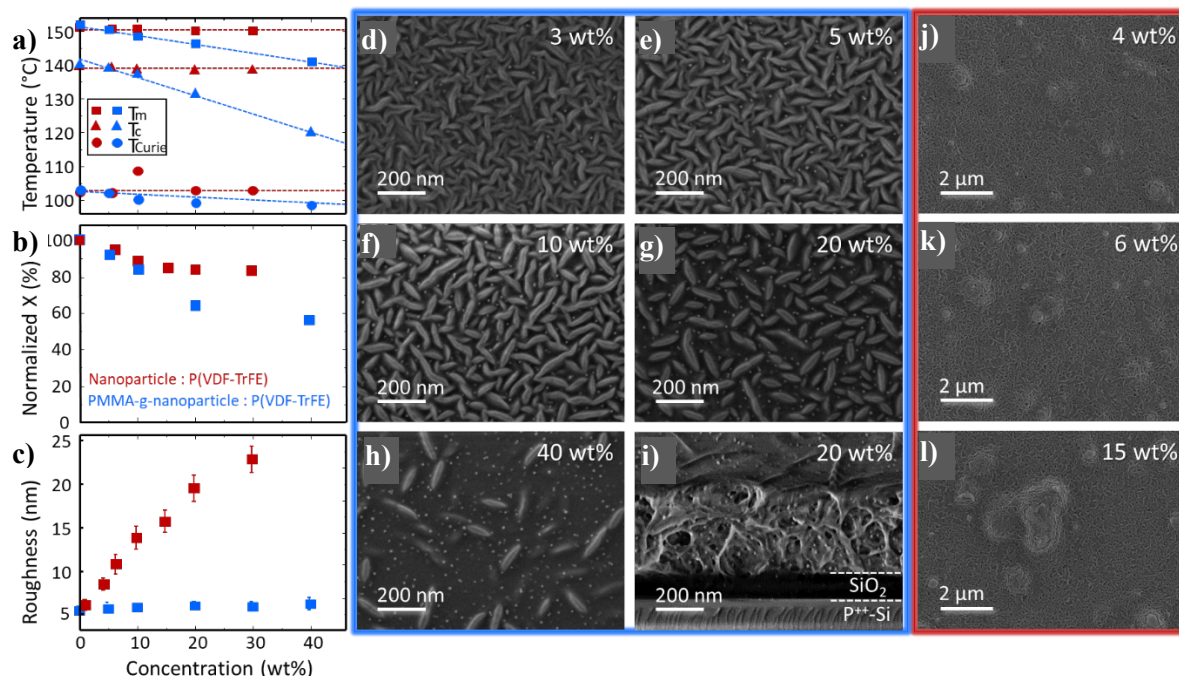 a)
Temperature (°C)
150
140
130
120
110
100
Tm
Tc
TCurie
b)
Normalized X (%)
100
80
60
40
20
0
Nanoparticle : P(VDF-TrFE)
PMMA-g-nanoparticle : P(VDF-TrFE)
c)
Roughness (nm)
25
20
15
10
5
0 10 20 30 40
Concentration (wt%)
d) 3 wt%
200 nm
e) 5 wt%
200 nm
f) 10 wt%
200 nm
g) 20 wt%
200 nm
h) 40 wt%
200 nm
i) 20 wt%
SiO₂
200 nm P⁺⁺-Si
j) 4 wt%
2 µm
k) 6 wt%
2 µm
l) 15 wt%
2 µm